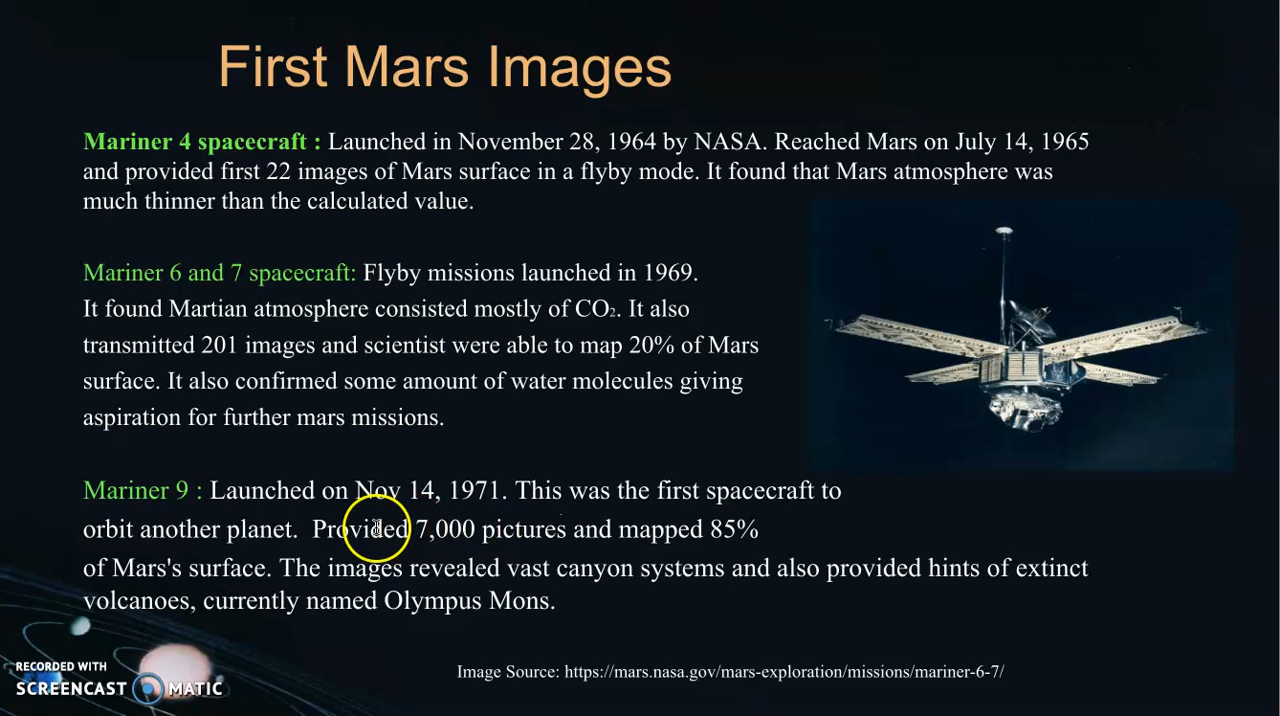 First Mars Images
Mariner 4 spacecraft : Launched in November 28, 1964 by NASA. Reached Mars on July 14, 1965
and provided first 22 images of Mars surface in a flyby mode. It found that Mars atmosphere was
much thinner than the calculated value.
Mariner 6 and 7 spacecraft: Flyby missions launched in 1969.
It found Martian atmosphere consisted mostly of CO₂. It also
transmitted 201 images and scientist were able to map 20% of Mars
surface. It also confirmed some amount of water molecules giving
aspiration for further mars missions.
Mariner 9 : Launched on Nov 14, 1971. This was the first spacecraft to
orbit another planet. Provided 7,000 pictures and mapped 85%
of Mars's surface. The images revealed vast canyon systems and also provided hints of extinct
volcanoes, currently named Olympus Mons.
Image Source: https://mars.nasa.gov/mars-exploration/missions/mariner-6-7/
RECORDED WITH
SCREENCAST MATIC